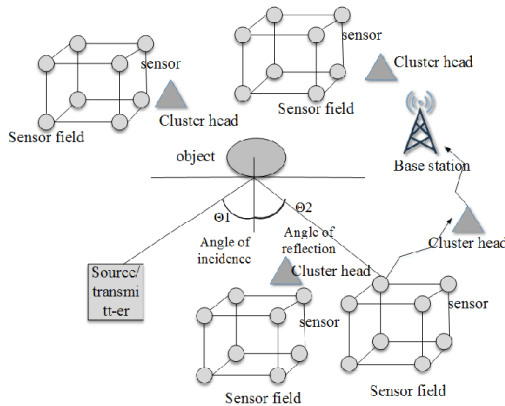 sensor
Cluster head
Sensor field
sensor
Cluster head
Sensor field
Base station
object
Θ1
Θ2
Angle of
incidence
Angle of
reflection
Cluster head
Source/
transmi
tt-er
Cluster head
sensor
Sensor field
sensor
Sensor field